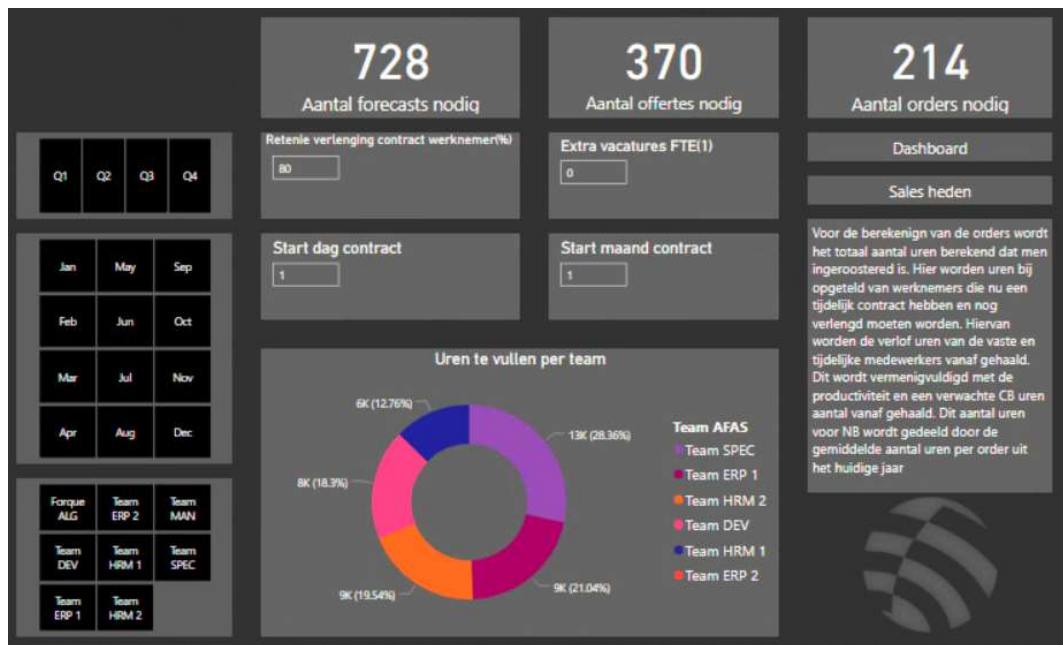 728
Aantal forecasts nodig
370
Aantal offertes nodig
214
Aantal orders nodig
Q1 Q2 Q3 Q4
Retenie verlenging contract werknemer(%)
80
Extra vacatures FTE(1)
0
Dashboard
Sales heden
Jan May Sep
Feb Jun Oct
Mar Jul Nov
Apr Aug Dec
Start dag contract
1
Start maand contract
1
Voor de berekenign van de orders wordt
het totaal aantal uren berekend dat men
ingeroostered is. Hier worden uren bij
opgeteld van werknemers die nu een
tijdelijk contract hebben en nog
verlengd moeten worden. Hiervan
worden de verlof uren van de vaste en
tijdelijke medewerkers vanaf gehaald.
Dit wordt vermenigvuldigd met de
productiviteit en een verwachte CB uren
aantal vanaf gehaald. Dit aantal uren
voor NB wordt gedeeld door de
gemiddelde aantal uren per order uit
het huidige jaar
Uren te vullen per team
6K (12.76%)
13K (28.36%)
8K (18.3%)
9K (19.54%)
9K (21.04%)
Team AFAS
Team SPEC
Team ERP 1
Team HRM 2
Team DEV
Team HRM 1
Team ERP 2
Forque
ALG
Team
ERP 2
Team
MAN
Team
DEV
Team
HRM 1
Team
SPEC
Team
ERP 1
Team
HRM 2